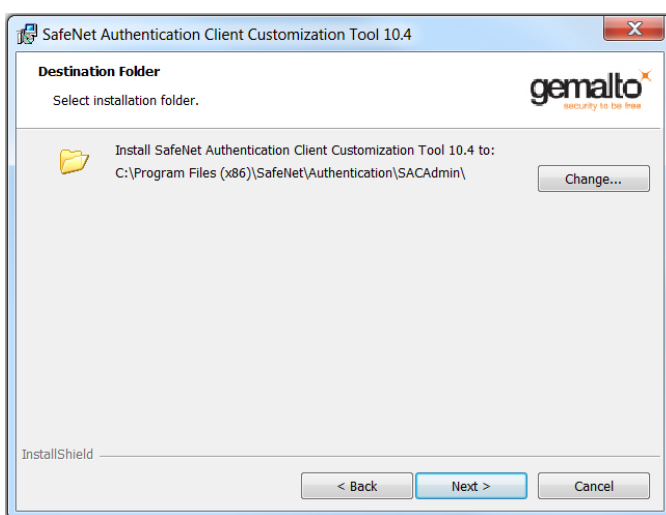 SafeNet Authentication Client Customization Tool 10.4
Destination Folder
Select installation folder.
gemalto
security to be free
Install SafeNet Authentication Client Customization Tool 10.4 to:
C:\Program Files (x86)\SafeNet\Authentication\SACAdmin\
Change...
InstallShield
< Back
Next >
Cancel